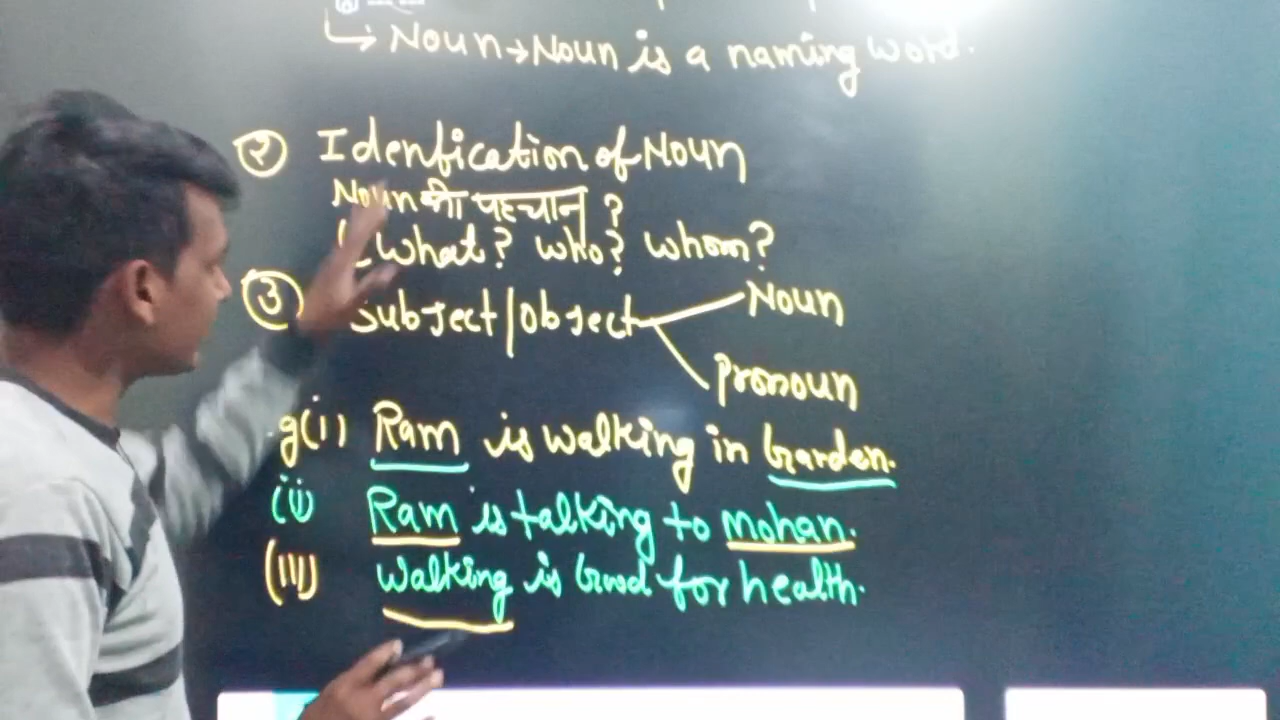 ↳ Noun → Noun is a naming word.
② Idenfication of Noun
Noun की पहचान ?
What? who? whom?
③ Subject/Object Noun
Pronoun
g(i) Ram is walking in Garden.
(ii) Ram is talking to Mohan.
(iii) Walking is Good for health.